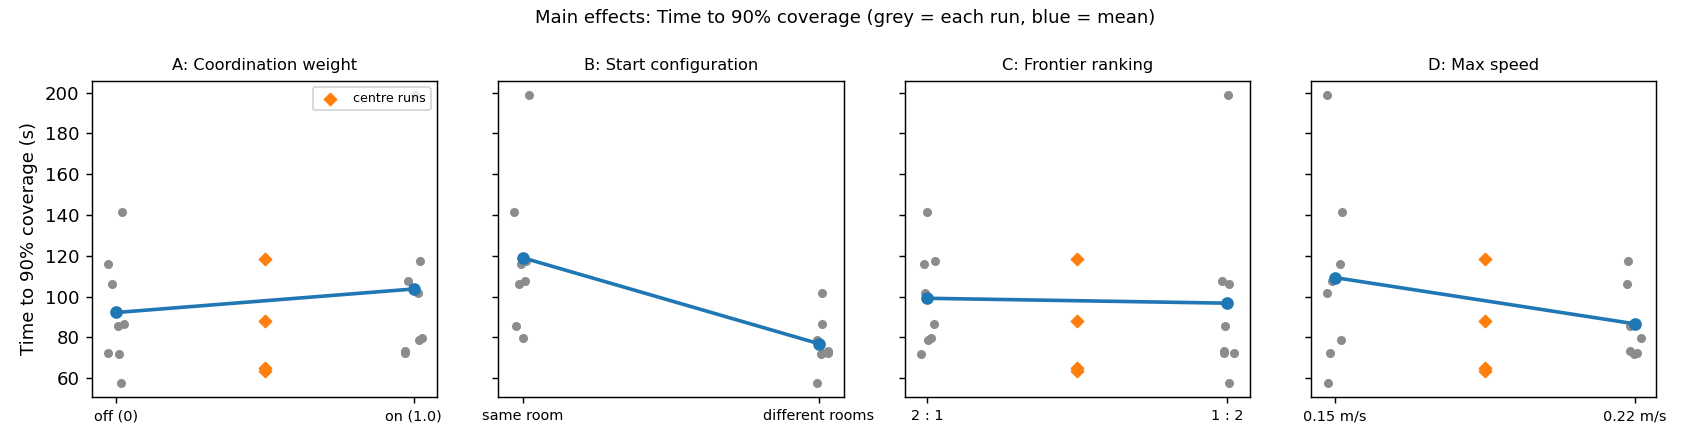 Main effects: Time to 90% coverage (grey = each run, blue = mean)
A: Coordination weight
B: Start configuration
C: Frontier ranking
D: Max speed
centre runs
Time to 90% coverage (s)
200
180
160
140
120
100
80
60
off (0)
on (1.0)
same room
different rooms
2 : 1
1 : 2
0.15 m/s
0.22 m/s